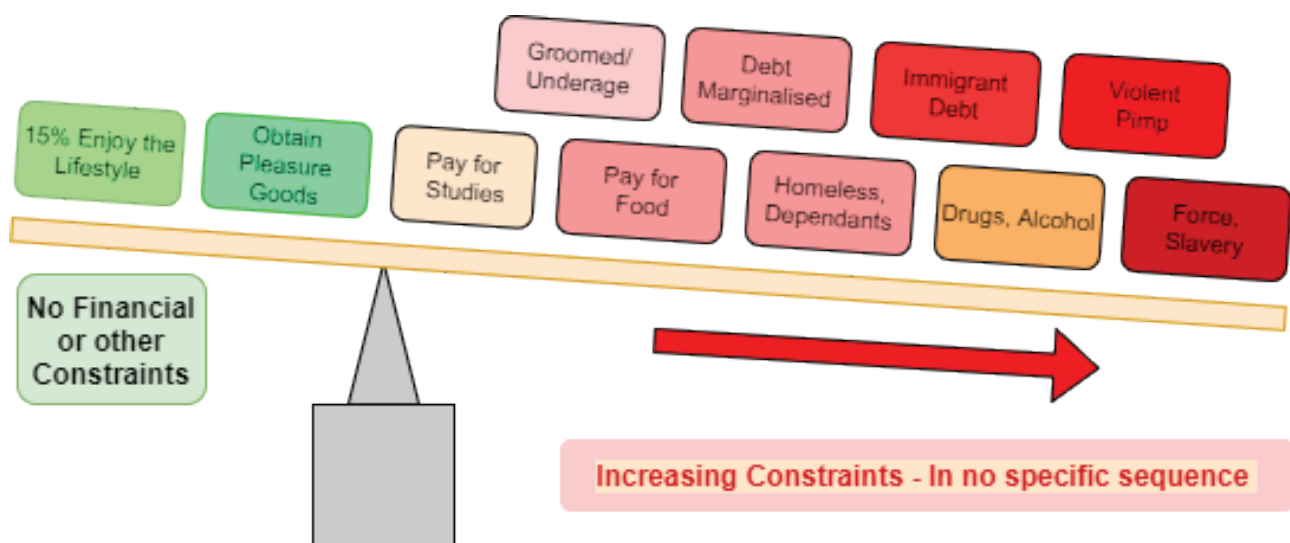 Groomed/
Underage
Debt
Marginalised
Immigrant
Debt
Violent
Pimp
15% Enjoy the
Lifestyle
Obtain
Pleasure
Goods
Pay for
Studies
Pay for
Food
Homeless,
Dependants
Drugs, Alcohol
Force,
Slavery
No Financial
or other
Constraints
Increasing Constraints - In no specific sequence